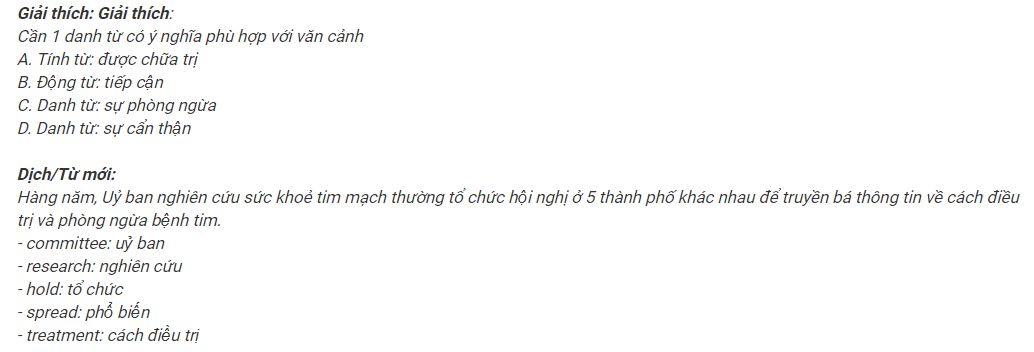 Giải thích: Giải thích:
Cần 1 danh từ có ý nghĩa phù hợp với văn cảnh
A. Tính từ: được chữa trị
B. Động từ: tiếp cận
C. Danh từ: sự phòng ngừa
D. Danh từ: sự cẩn thận
Dịch/Từ mới:
Hàng năm, Uỷ ban nghiên cứu sức khoẻ tim mạch thường tổ chức hội nghị ở 5 thành phố khác nhau để truyền bá thông tin về cách điều
trị và phòng ngừa bệnh tim.
- committee: uỷ ban
- research: nghiên cứu
- hold: tổ chức
- spread: phổ biến
- treatment: cách điều trị